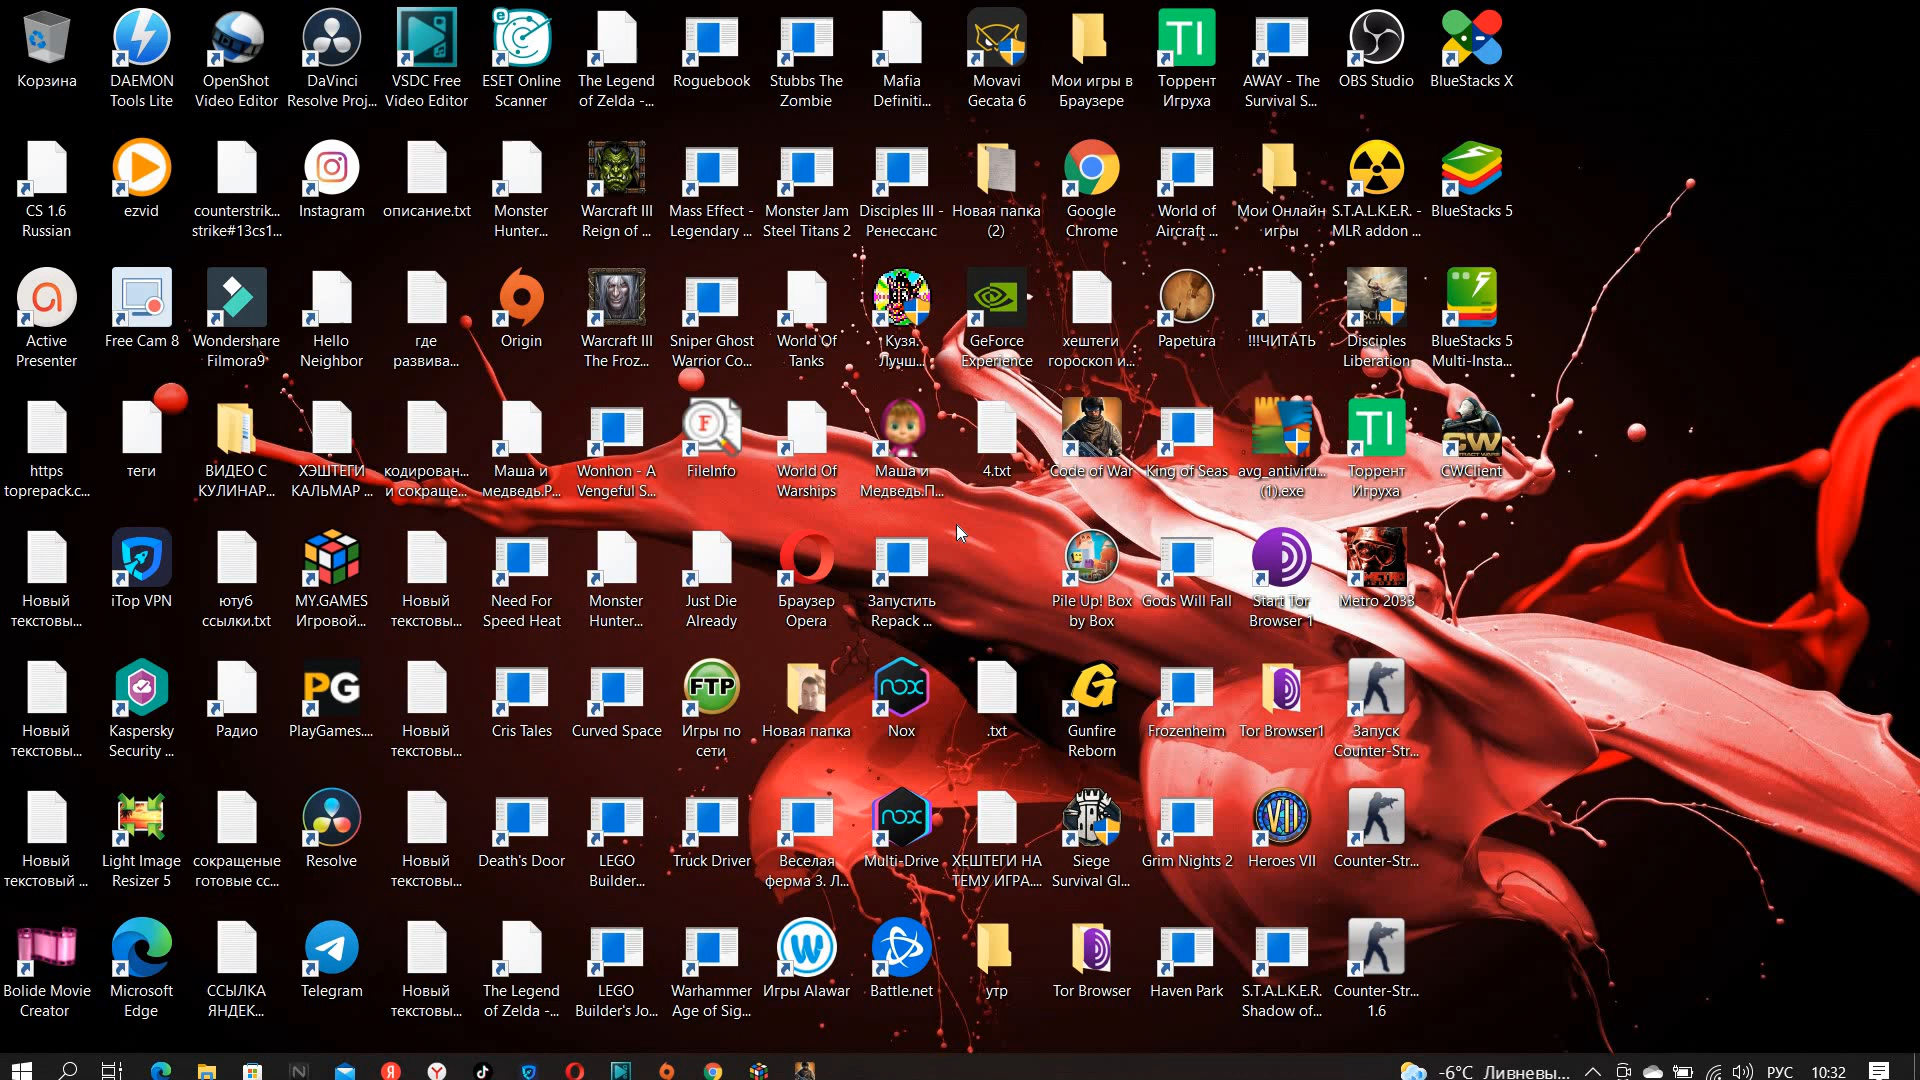 Корзина
DAEMON
Tools Lite
OpenShot
Video Editor
DaVinci
Resolve Proj...
VSDC Free
Video Editor
ESET Online
Scanner
The Legend
of Zelda -...
Roguebook
Stubbs The
Zombie
Mafia
Definiti...
Movavi
Gecata 6
Мои игры в
Браузере
TI
Торрент
Игруха
AWAY - The
Survival S...
OBS Studio
BlueStacks X
CS 1.6
Russian
ezvid
counterstrik...
strike#13cs1...
Instagram
описание.txt
Monster
Hunter...
Warcraft III
Reign of ...
Mass Effect -
Legendary ...
Monster Jam
Steel Titans 2
Disciples III -
Ренессанс
Новая папка
(2)
Google
Chrome
World of
Aircraft ...
Мои Онлайн
игры
S.T.A.L.K.E.R. -
MLR addon ...
BlueStacks 5
Active
Presenter
Free Cam 8
Wondershare
Filmora9
Hello
Neighbor
где
развива...
Origin
Warcraft III
The Froz...
Sniper Ghost
Warrior Co...
World Of
Tanks
Кузя.
Лучш...
GeForce
Experience
хештеги
гороскоп и...
Papetura
!!!ЧИТАТЬ
Disciples
Liberation
BlueStacks 5
Multi-Insta...
https
toprepack.c...
теги
ВИДЕО С
КУЛИНАР...
ХЭШТЕГИ
КАЛЬМАР ...
кодирован...
и сокраще...
Маша и
медведь.Р...
Wonhon - A
Vengeful S...
F
FileInfo
World Of
Warships
Маша и
Медведь.П...
4.txt
Code of War
King of Seas
avg_antiviru...
(1).exe
TI
Торрент
Игруха
CW
CWClient
Новый
текстовы...
iTop VPN
ютуб
ссылки.txt
MY.GAMES
Игровой...
Новый
текстовы...
Need For
Speed Heat
Monster
Hunter...
Just Die
Already
Браузер
Opera
Запустить
Repack ...
Pile Up! Box
by Box
Gods Will Fall
Start Tor
Browser 1
METRO
Metro 2033
Новый
текстовы...
Kaspersky
Security ...
Радио
PG
PlayGames....
Новый
текстовы...
Cris Tales
Curved Space
FTP
Игры по
сети
Новая папка
nox
Nox
.txt
G
Gunfire
Reborn
Frozenheim
Tor Browser1
Запуск
Counter-Str...
Новый
текстовый ...
Light Image
Resizer 5
сокращеные
готовые сс...
Resolve
Новый
текстовы...
Death's Door
LEGO
Builder...
Truck Driver
Веселая
ферма 3. Л...
nox
Multi-Drive
ХЕШТЕГИ НА
ТЕМУ ИГРА....
Siege
Survival Gl...
Grim Nights 2
VII
Heroes VII
Counter-Str...
Bolide Movie
Creator
Microsoft
Edge
ССЫЛКА
ЯНДЕК...
Telegram
Новый
текстовы...
The Legend
of Zelda -...
LEGO
Builder's Jo...
Warhammer
Age of Sig...
W
Игры Alawar
Battle.net
утр
Tor Browser
Haven Park
S.T.A.L.K.E.R.
Shadow of...
Counter-Str...
1.6
-6°C Ливневы...
РУС
10:32